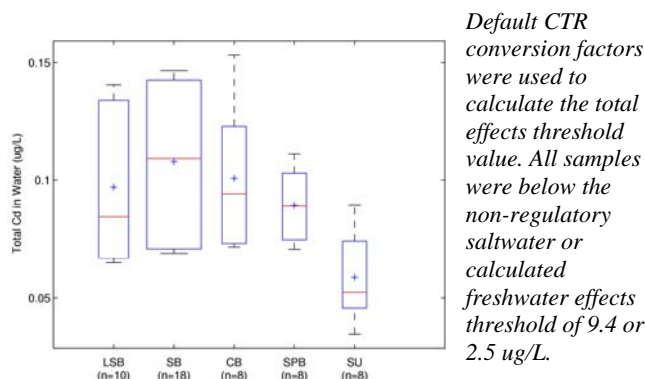 Default CTR
conversion factors
were used to
calculate the total
effects threshold
value. All samples
were below the
non-regulatory
saltwater or
calculated
freshwater effects
threshold of 9.4 or
2.5 ug/L.
Total Cd in Water (ug/L)
0.15
0.1
0.05
LSB SB CB SPB SU
(n=10) (n=18) (n=8) (n=8) (n=8)